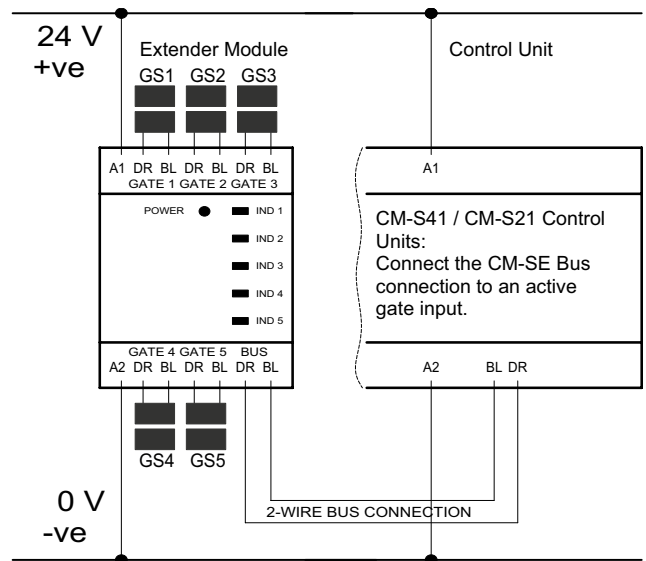 24 V
+ve
Extender Module
Control Unit
GS1 GS2 GS3
A1 DR BL DR BL DR BL
GATE 1 GATE 2 GATE 3
A1
POWER
IND 1
IND 2
IND 3
IND 4
IND 5
CM-S41 / CM-S21 Control
Units:
Connect the CM-SE Bus
connection to an active
gate input.
GATE 4 GATE 5 BUS
A2 DR BL DR BL DR BL
A2 BL DR
GS4 GS5
0 V
-ve
2-WIRE BUS CONNECTION